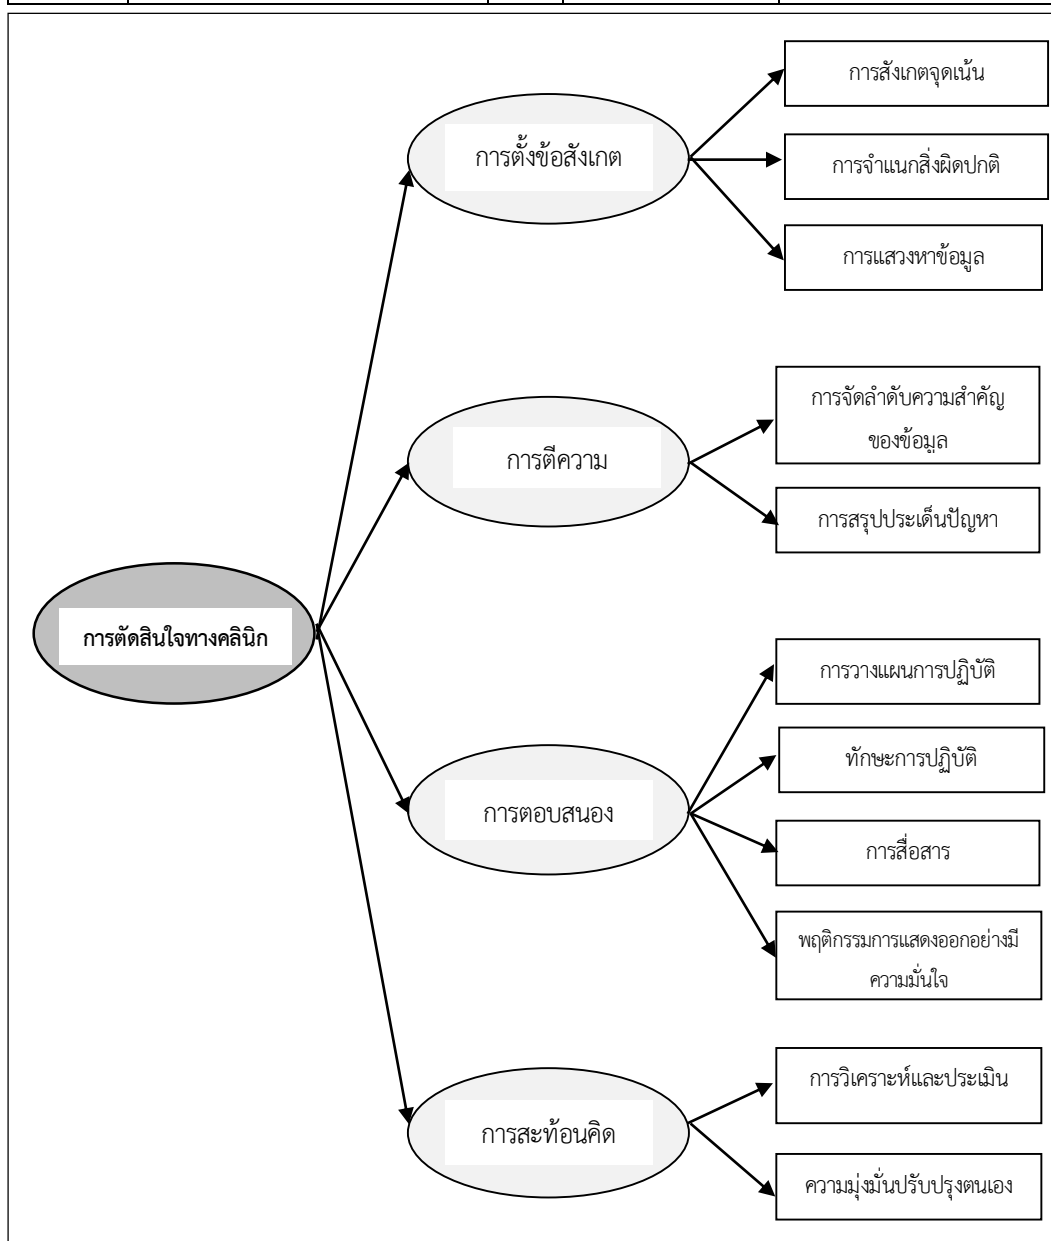 การสังเกตจุดเน้น
การตั้งข้อสังเกต
การจำแนกสิ่งผิดปกติ
การแสวงหาข้อมูล
การจัดลำดับความสำคัญ
ของข้อมูล
การตีความ
การสรุปประเด็นปัญหา
การตัดสินใจทางคลินิก
การวางแผนการปฏิบัติ
ทักษะการปฏิบัติ
การตอบสนอง
การสื่อสาร
พฤติกรรมการแสดงออกอย่างมี
ความมั่นใจ
การวิเคราะห์และประเมิน
การสะท้อนคิด
ความมุ่งมั่นปรับปรุงตนเอง